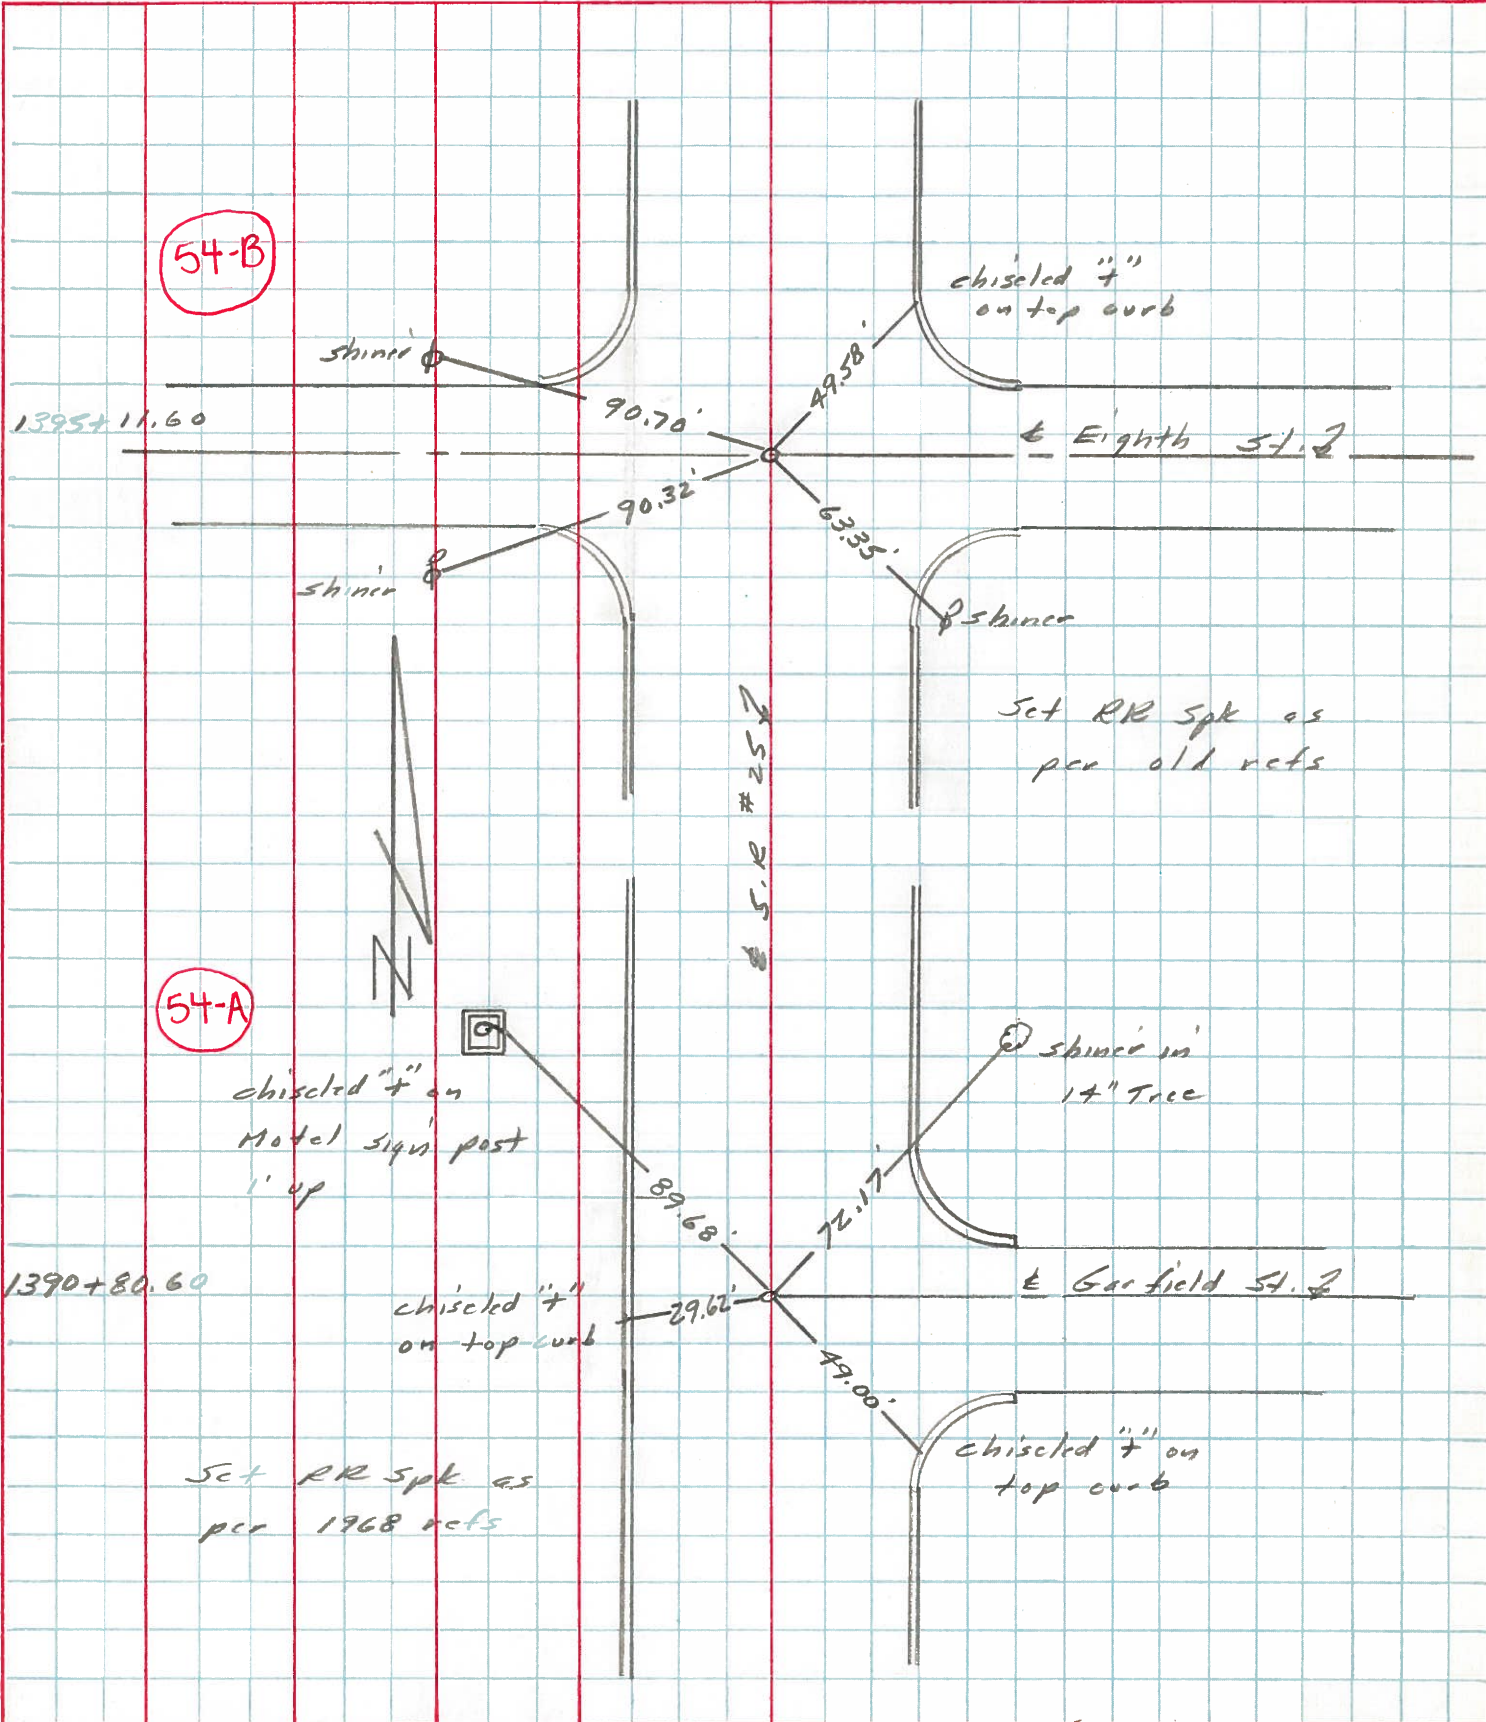 54-B
chiseled "+"
on top curb
shiner
49.58'
90.70'
1395+11.60
℄ Eighth St.
90.32'
63.35'
shiner
shiner
Set RR Spk as
per old refs
℄ S.R #25
N
54-A
shiner in
14" Tree
chiseled "+" on
Motel sign post
1' up
89.68'
72.17'
1390+80.60
℄ Garfield St.
chiseled "+"
on top curb
29.62'
49.00'
chiseled "+" on
top curb
Set RR Spk as
per 1968 refs